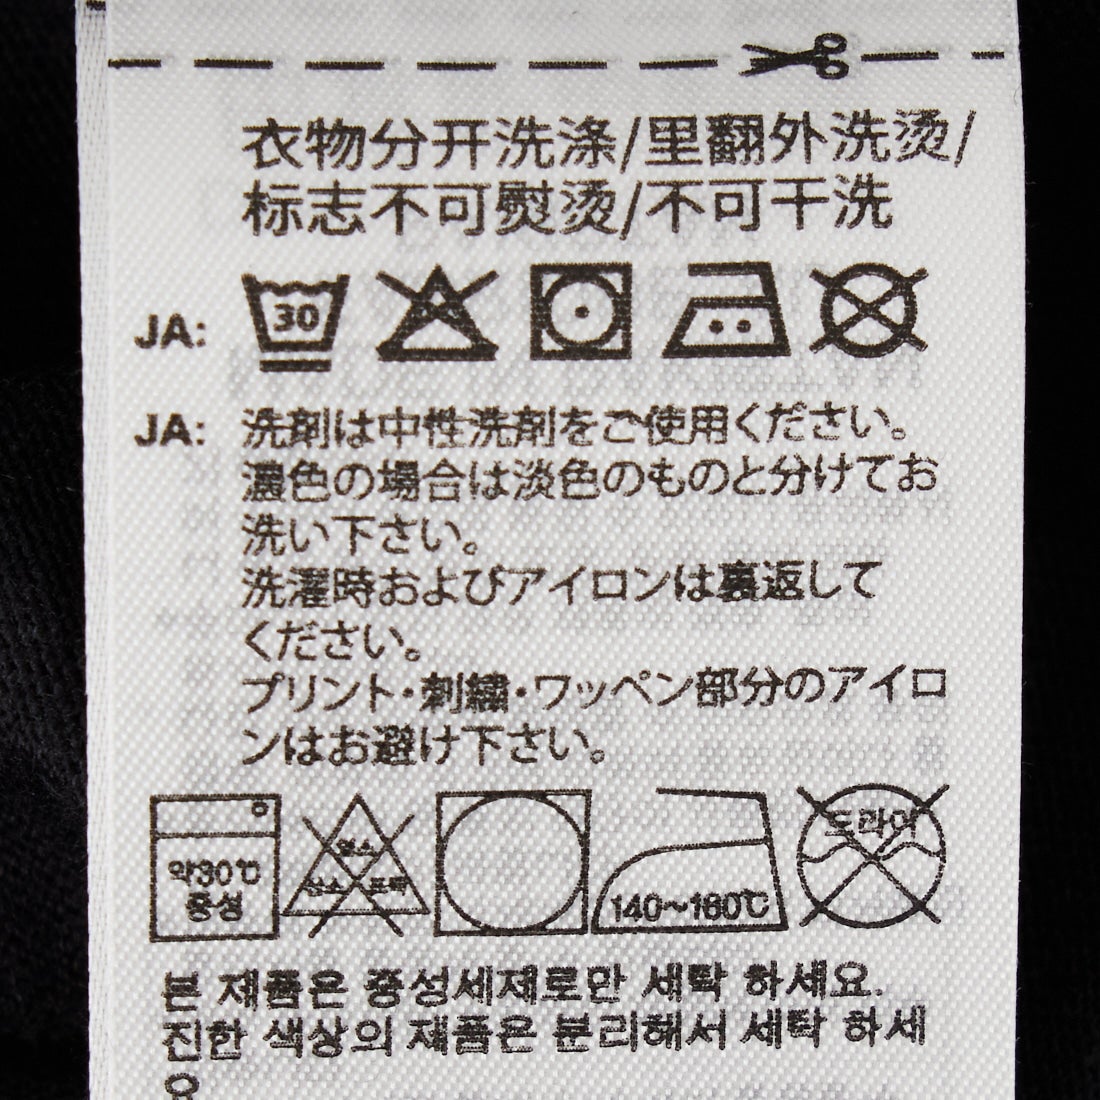 衣物分开洗涤/里翻外洗烫/
标志不可熨烫/不可干洗
JA:
30
JA: 洗剤は中性洗剤をご使用ください。
濃色の場合は淡色のものと分けてお
洗い下さい。
洗濯時およびアイロンは裏返して
ください。
プリント・刺繍・ワッペン部分のアイロ
ンはお避け下さい。
약30℃
중성
염소
산소 표백
140~160℃
드라이
본 제품은 중성세제로만 세탁 하세요.
진한 색상의 제품은 분리해서 세탁 하세
요